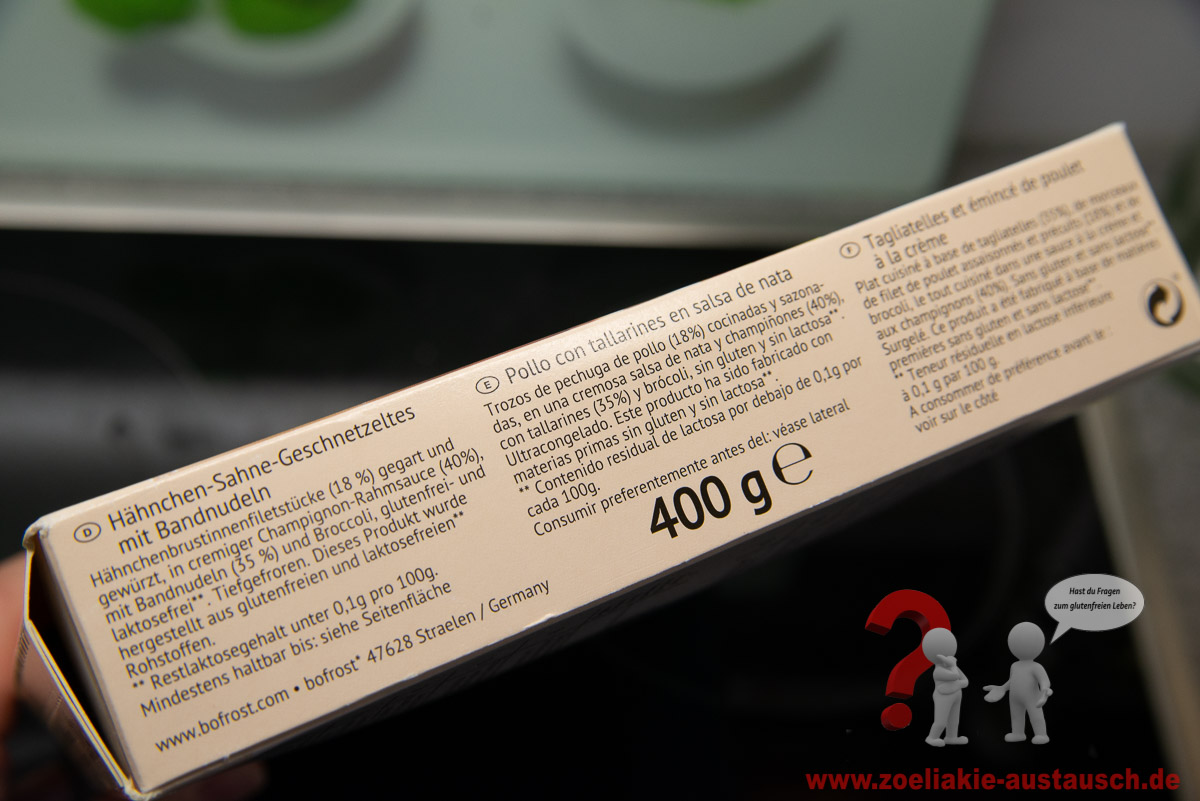 D Hähnchen-Sahne-Geschnetzeltes
mit Bandnudeln
Hähnchenbrustinnenfiletstücke (18 %) gegart und
gewürzt, in cremiger Champignon-Rahmsauce (40%),
mit Bandnudeln (35 %) und Broccoli, glutenfrei- und
laktosefrei**. Tiefgefroren. Dieses Produkt wurde
hergestellt aus glutenfreien und laktosefreien**
Rohstoffen.
** Restlaktosegehalt unter 0,1g pro 100g.
Mindestens haltbar bis: siehe Seitenfläche
www.bofrost.com • bofrost* 47628 Straelen / Germany
E Pollo con tallarines en salsa de nata
Trozos de pechuga de pollo (18%) cocinadas y sazona-
das, en una cremosa salsa de nata y champiñones (40%),
con tallarines (35%) y brócoli, sin gluten y sin lactosa**.
Ultracongelado. Este producto ha sido fabricado con
materias primas sin gluten y sin lactosa**.
** Contenido residual de lactosa por debajo de 0,1g por
cada 100g.
Consumir preferentemente antes del: véase lateral
400 g e
F Tagliatelles et émincé de poulet
à la crème
Plat cuisiné à base de tagliatelles (35%), de morceaux
de filet de poulet assaisonnés et précuits (18%) et de
brocoli, le tout cuisiné dans une sauce à la crème et
aux champignons (40%). Sans gluten et sans lactose**.
Surgelé. Ce produit a été fabriqué à base de matières
premières sans gluten et sans lactose**.
** Teneur résiduelle en lactose inférieure
à 0,1 g par 100 g.
A consommer de préférence avant le :
voir sur le côté
Hast du Fragen
zum glutenfreien Leben?
www.zoeliakie-austausch.de